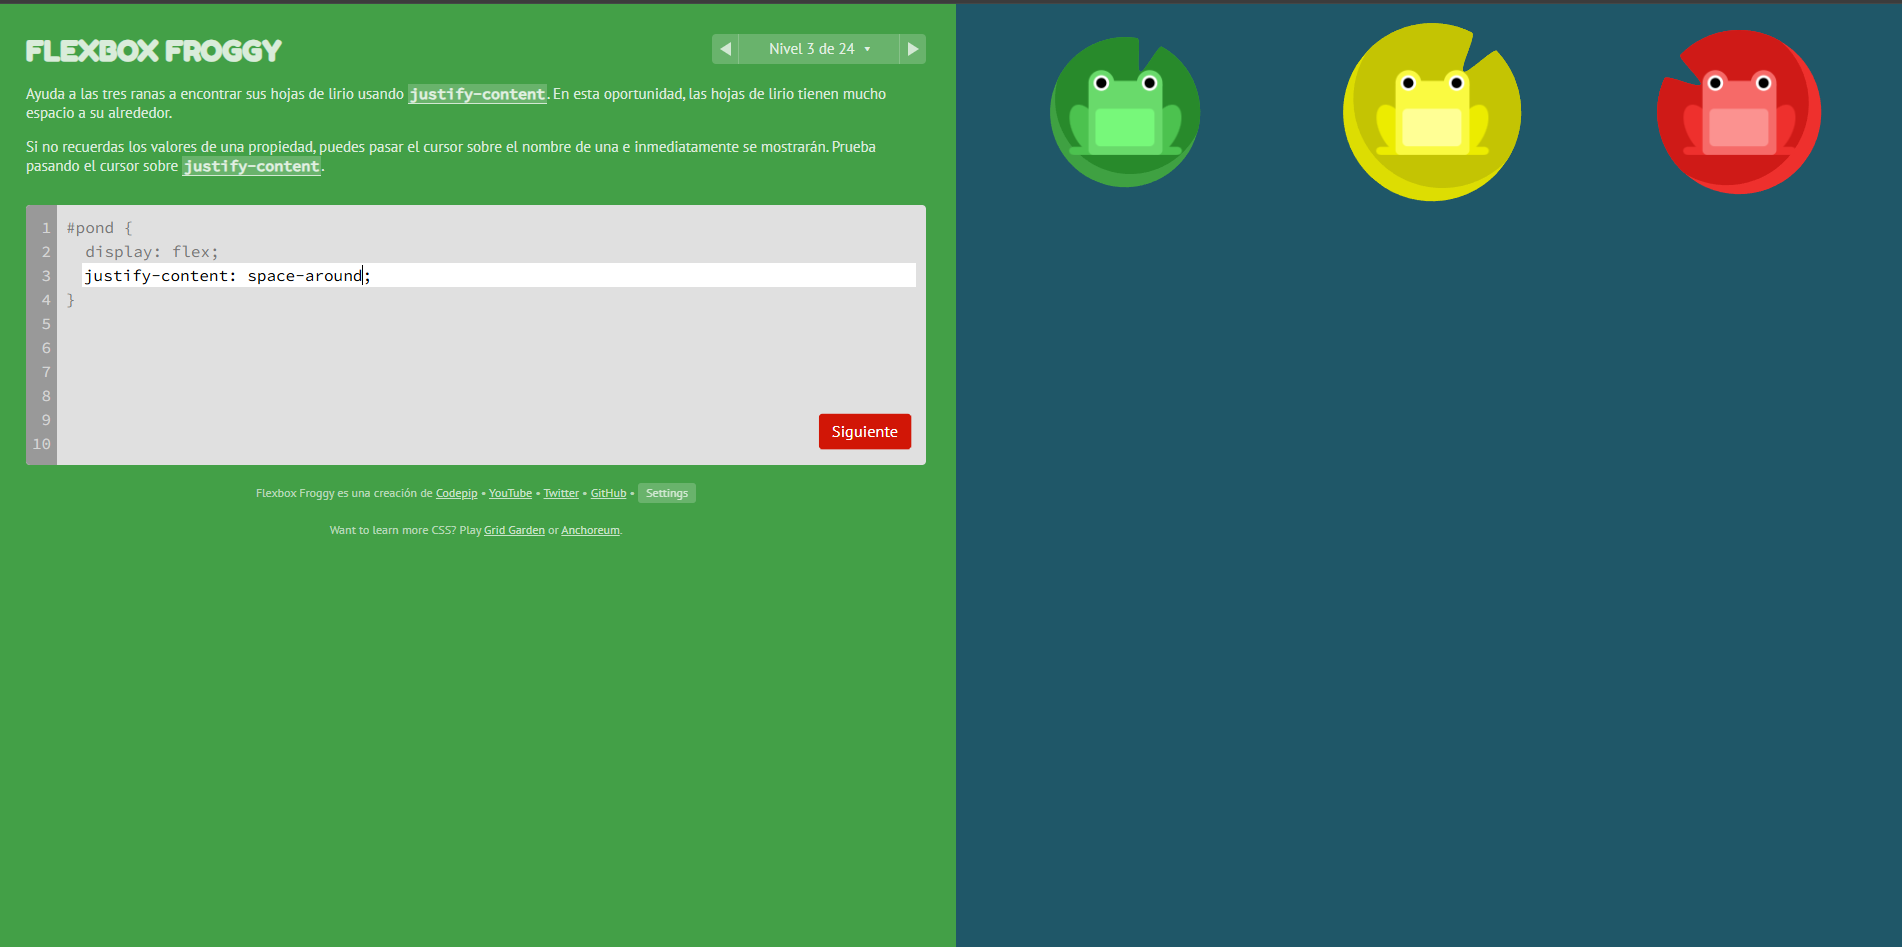 FLEXBOX FROGGY
Nivel 3 de 24
Ayuda a las tres ranas a encontrar sus hojas de lirio usando justify-content. En esta oportunidad, las hojas de lirio tienen mucho
espacio a su alrededor.
Si no recuerdas los valores de una propiedad, puedes pasar el cursor sobre el nombre de una e inmediatamente se mostrarán. Prueba
pasando el cursor sobre justify-content.
1 #pond {
2 display: flex;
3 justify-content: space-around;
4 }
5
6
7
8
9
10
Siguiente
Flexbox Froggy es una creación de Codepip • YouTube • Twitter • GitHub • Settings
Want to learn more CSS? Play Grid Garden or Anchoreum.